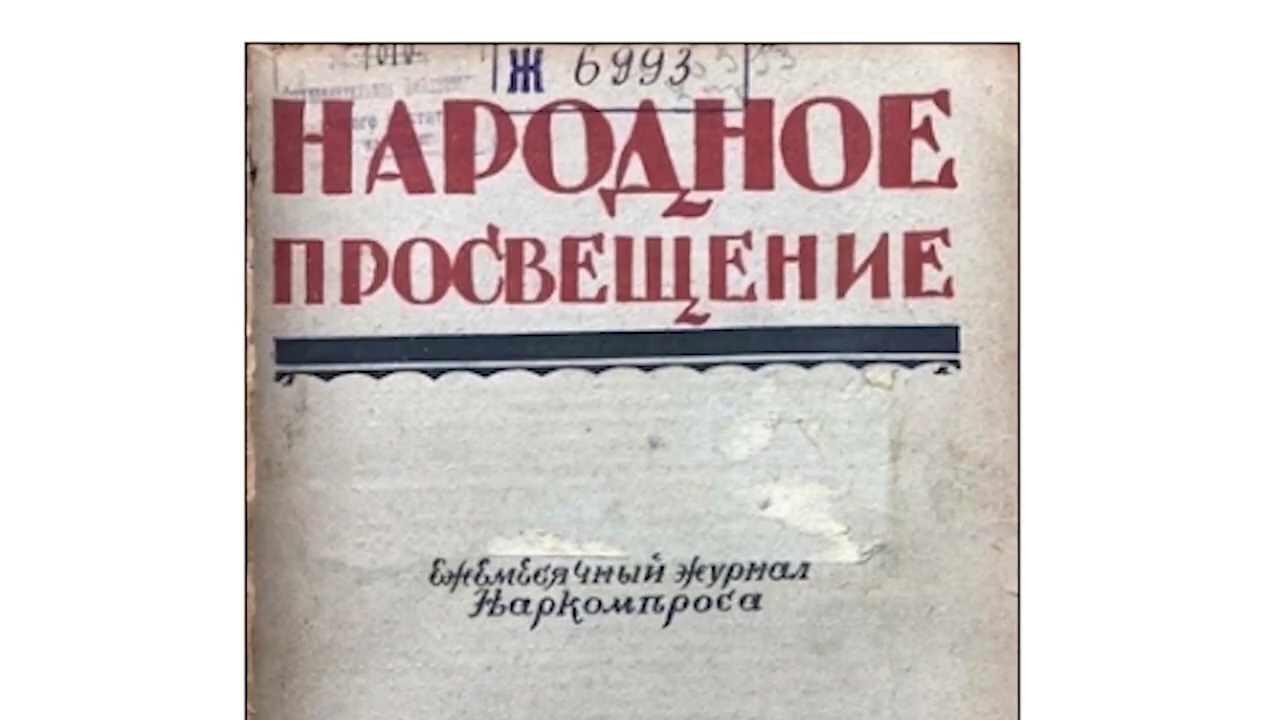 Ж 6993
НАРОДНОЕ
ПРОСВЕЩЕНИЕ
Ежемесячный журнал
Наркомпроса